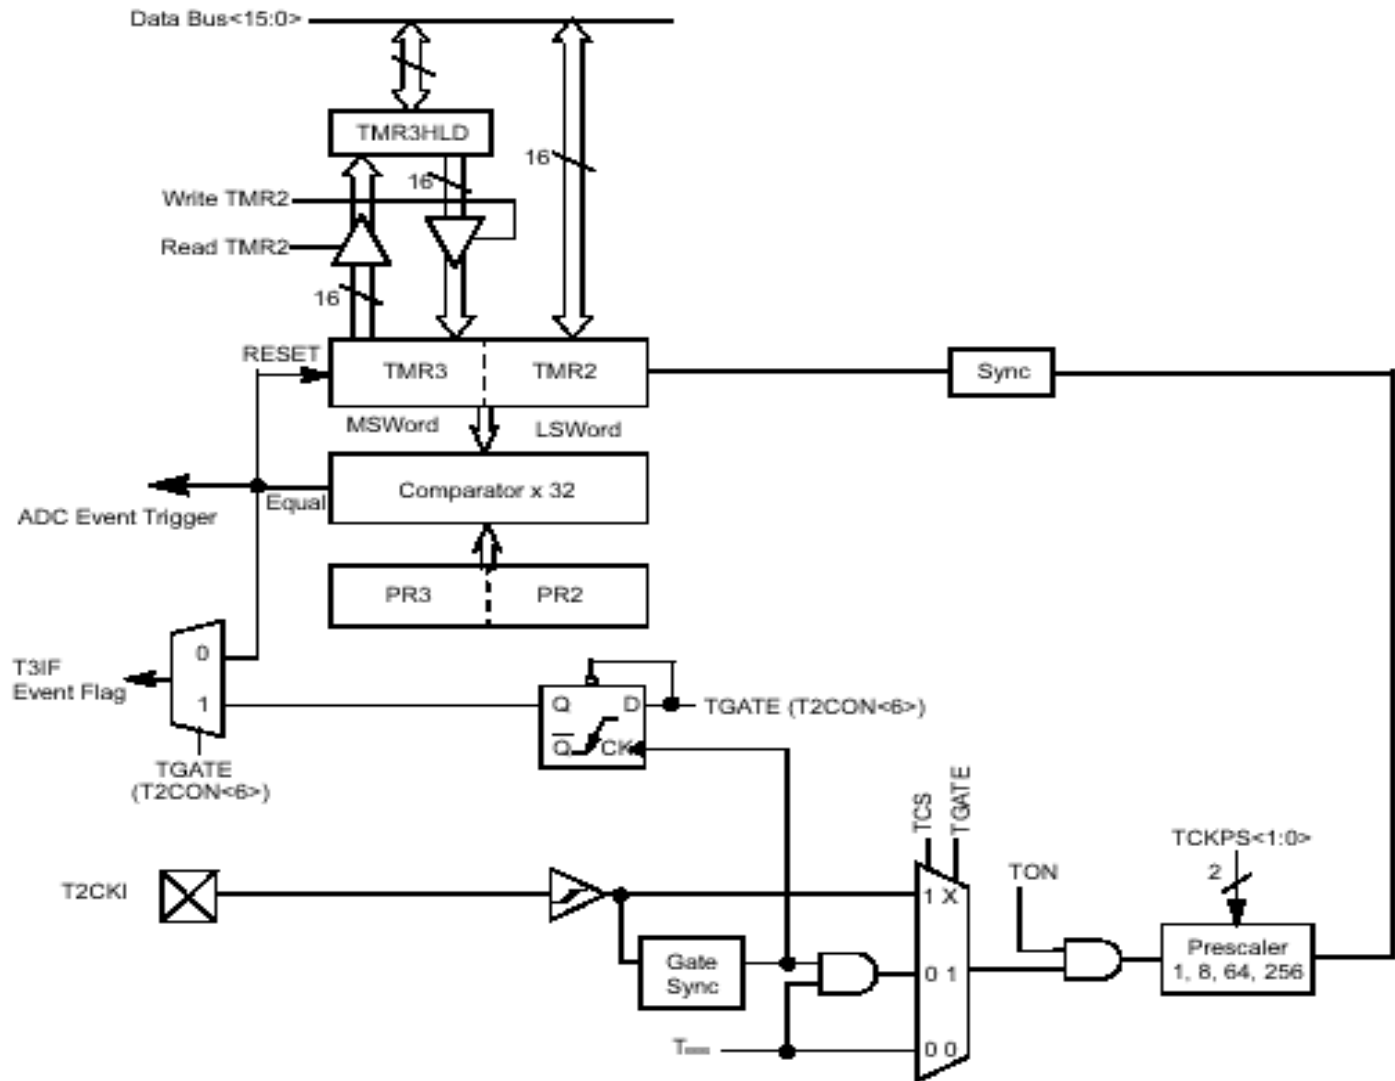 Data Bus<15:0>
TMR3HLD
16
16
Write TMR2
Read TMR2
16
RESET
TMR3
TMR2
Sync
MSWord
LSWord
Comparator x 32
Equal
ADC Event Trigger
PR3
PR2
0
1
T3IF
Event Flag
Q
D
TGATE (T2CON<6>)
Q
CK
TGATE
(T2CON<6>)
TCS
TGATE
TCKPS<1:0>
2
TON
T2CKI
1 X
Gate
Sync
0 1
Prescaler
1, 8, 64, 256
0 0